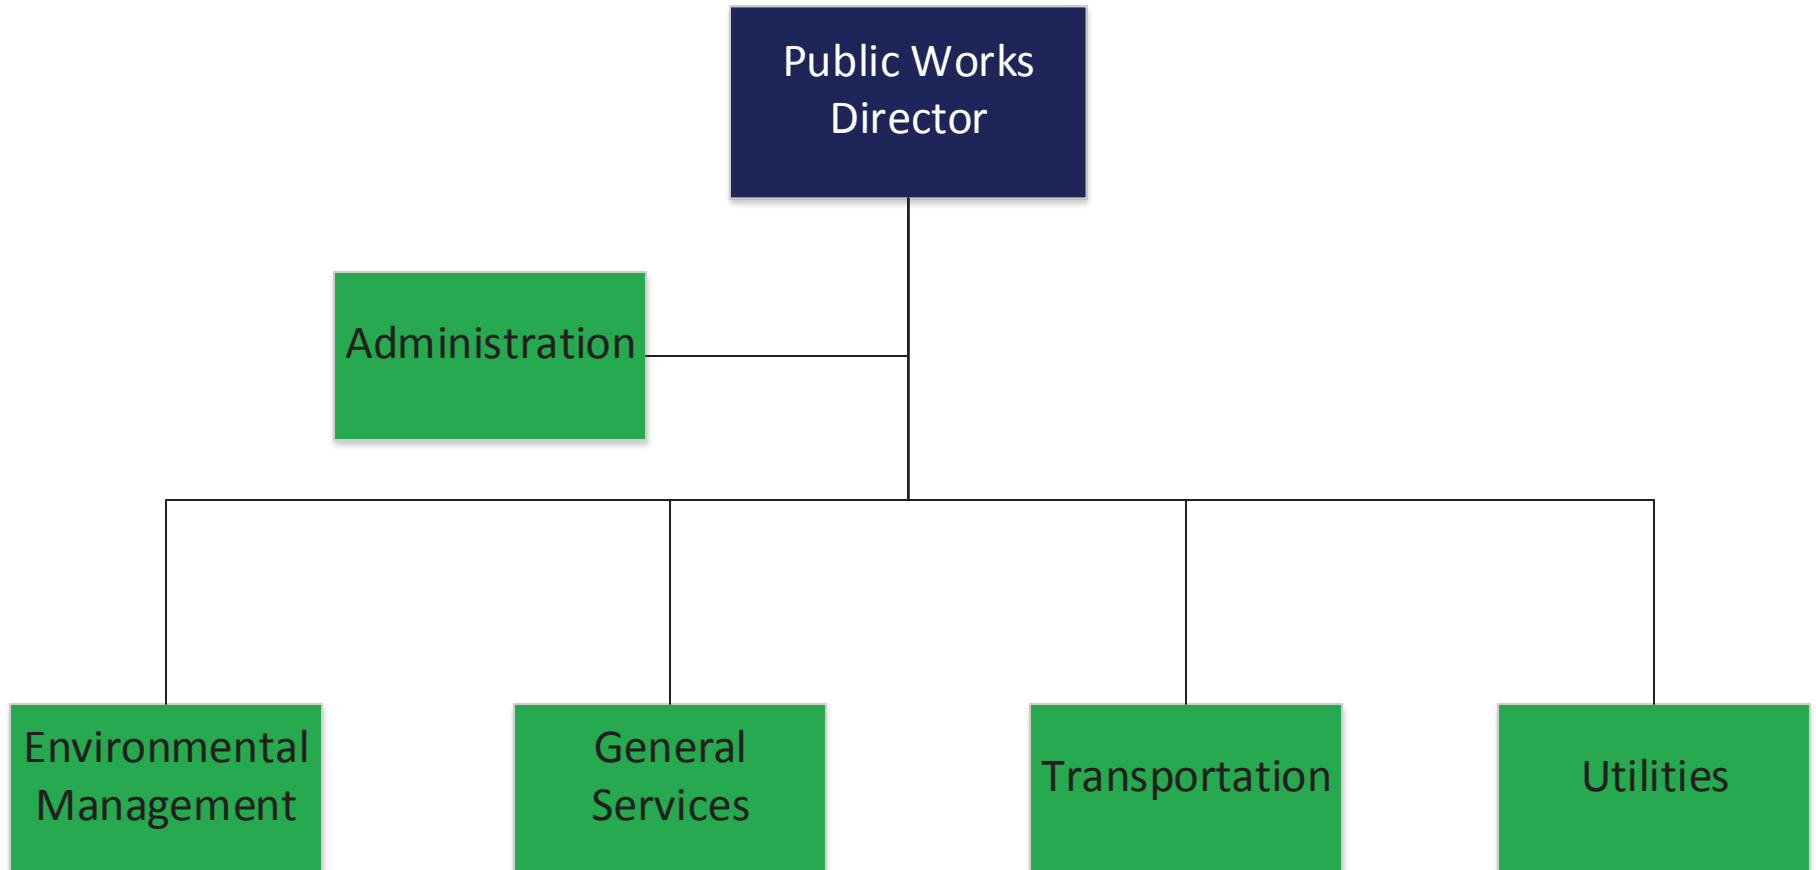 Public Works
Director
Administration
Environmental
Management
General
Services
Transportation
Utilities